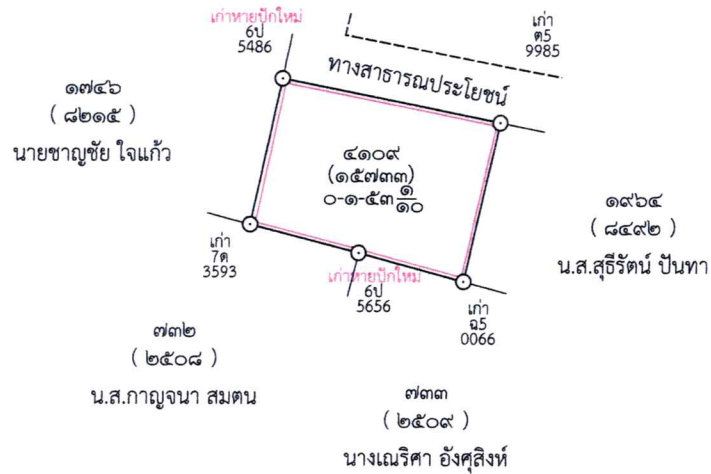 เก่าหายปักใหม่
6ป
5486
เก่า
ต5
9985
ทางสาธารณประโยชน์
๑๗๔๖
( ๘๒๑๕ )
นายชาญชัย ใจแก้ว
๔๑๐๙
(๑๕๗๓๓)
๐-๑-๕๓ ๑/๑๐
๑๙๖๔
( ๘๔๙๒ )
น.ส.สุธีรัตน์ ปันทา
เก่า
7ด
3593
เก่าหายปักใหม่
6ป
5656
เก่า
ฉ5
0066
๗๓๒
( ๒๕๐๘ )
น.ส.กาญจนา สมตน
๗๓๓
( ๒๕๐๙ )
นางเณริศา อังศุสิงห์